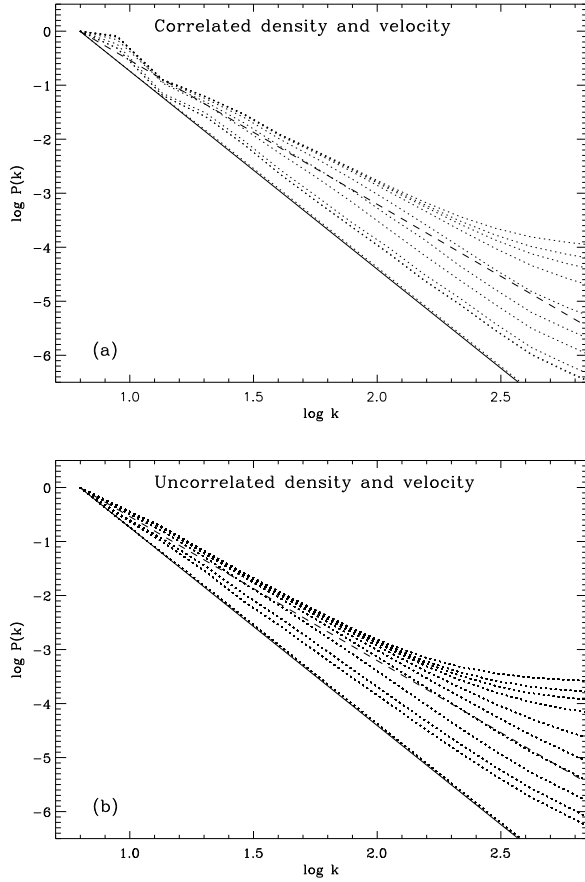 Correlated density and velocity
0
-1
-2
-3
-4
-5
-6
log P(k)
(a)
1.0 1.5 2.0 2.5
log k
Uncorrelated density and velocity
0
-1
-2
-3
-4
-5
-6
log P(k)
(b)
1.0 1.5 2.0 2.5
log k